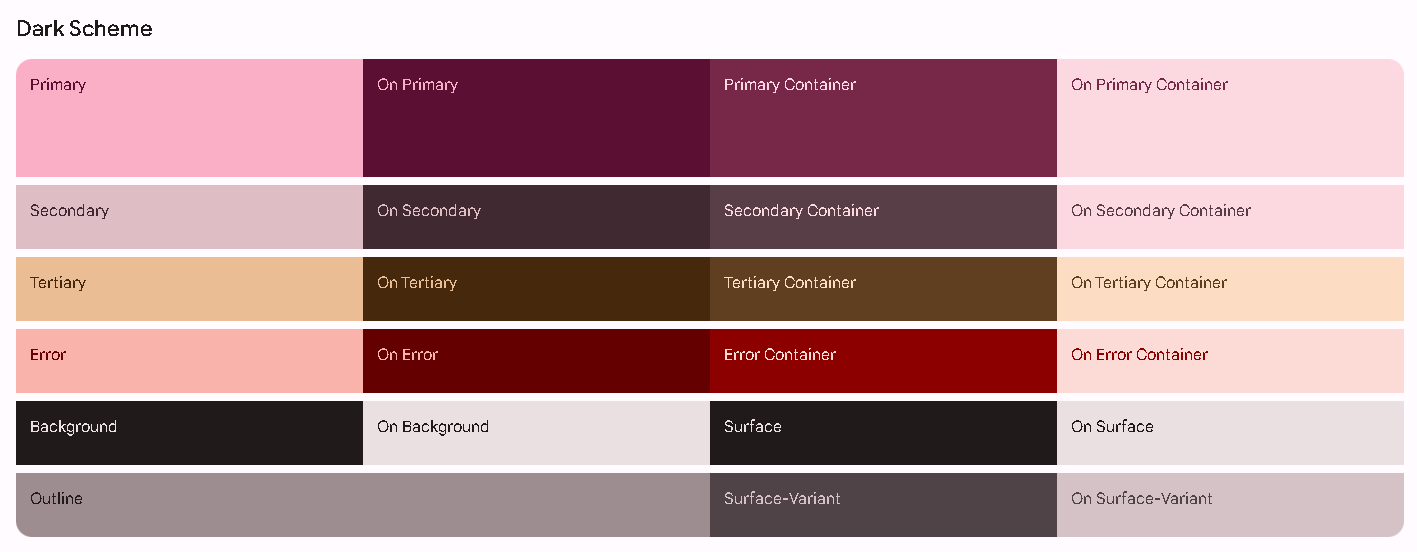 Dark Scheme
Primary
On Primary
Primary Container
On Primary Container
Secondary
On Secondary
Secondary Container
On Secondary Container
Tertiary
On Tertiary
Tertiary Container
On Tertiary Container
Error
On Error
Error Container
On Error Container
Background
On Background
Surface
On Surface
Outline
Surface-Variant
On Surface-Variant